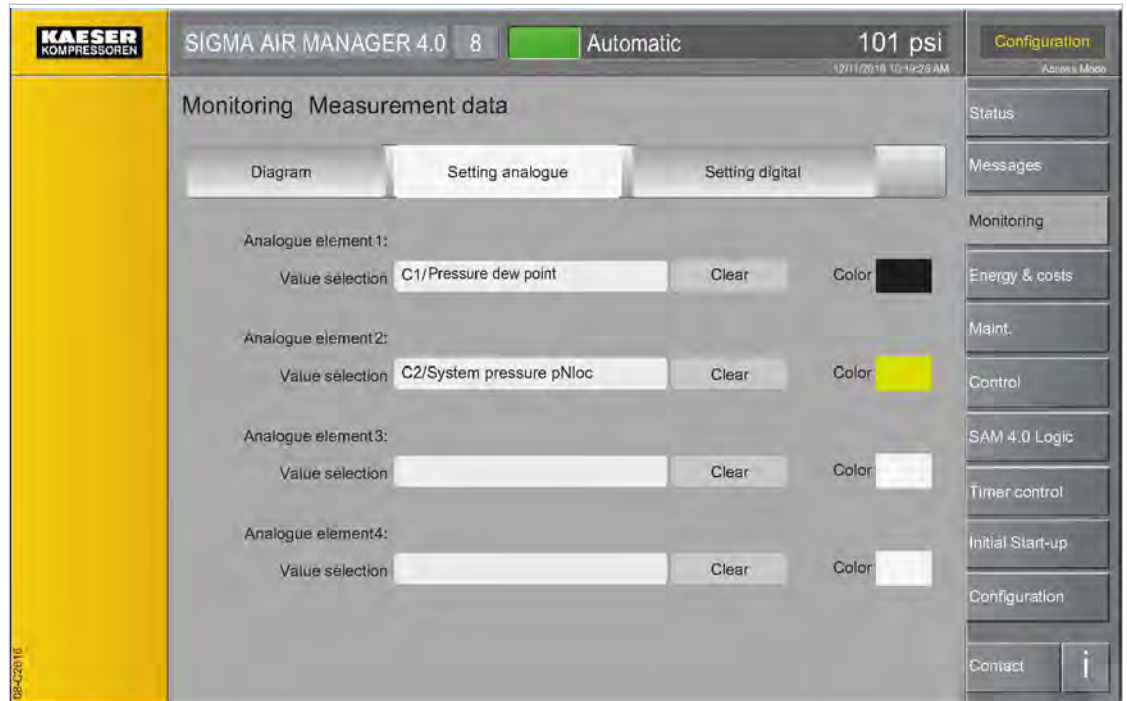 KAESER
KOMPRESSOREN
SIGMA AIR MANAGER 4.0 8 Automatic 101 psi
12/11/2016 10:19:26 AM
Configuration
Access Mode
Monitoring Measurement data
Diagram Setting analogue Setting digital
Analogue element 1:
Value selection C1/Pressure dew point Clear Color
Analogue element 2:
Value selection C2/System pressure pNloc Clear Color
Analogue element 3:
Value selection Clear Color
Analogue element4:
Value selection Clear Color
Status
Messages
Monitoring
Energy & costs
Maint.
Control
SAM 4.0 Logic
Timer control
Initial Start-up
Configuration
Contact i
08-C2616